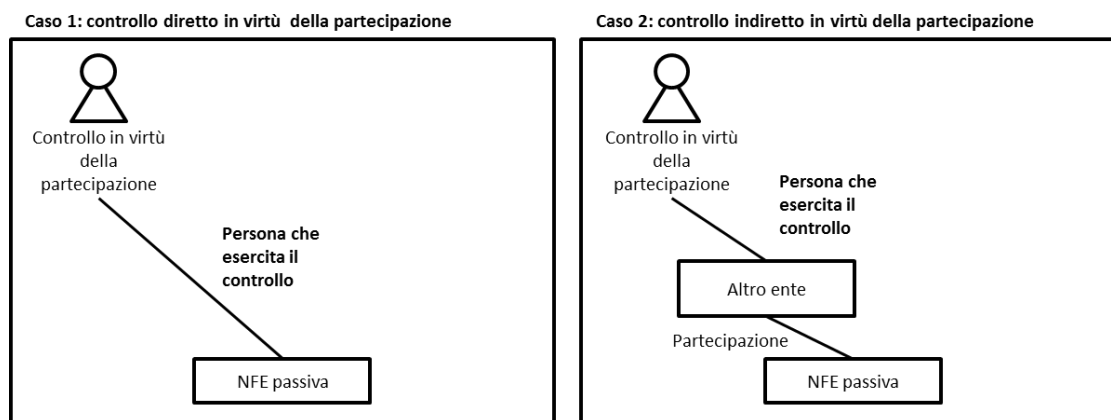 Caso 1: controllo diretto in virtù della partecipazione
Controllo in virtù
della
partecipazione
Persona che
esercita il
controllo
NFE passiva
Caso 2: controllo indiretto in virtù della partecipazione
Controllo in virtù
della
partecipazione
Persona che
esercita il
controllo
Altro ente
Partecipazione
NFE passiva